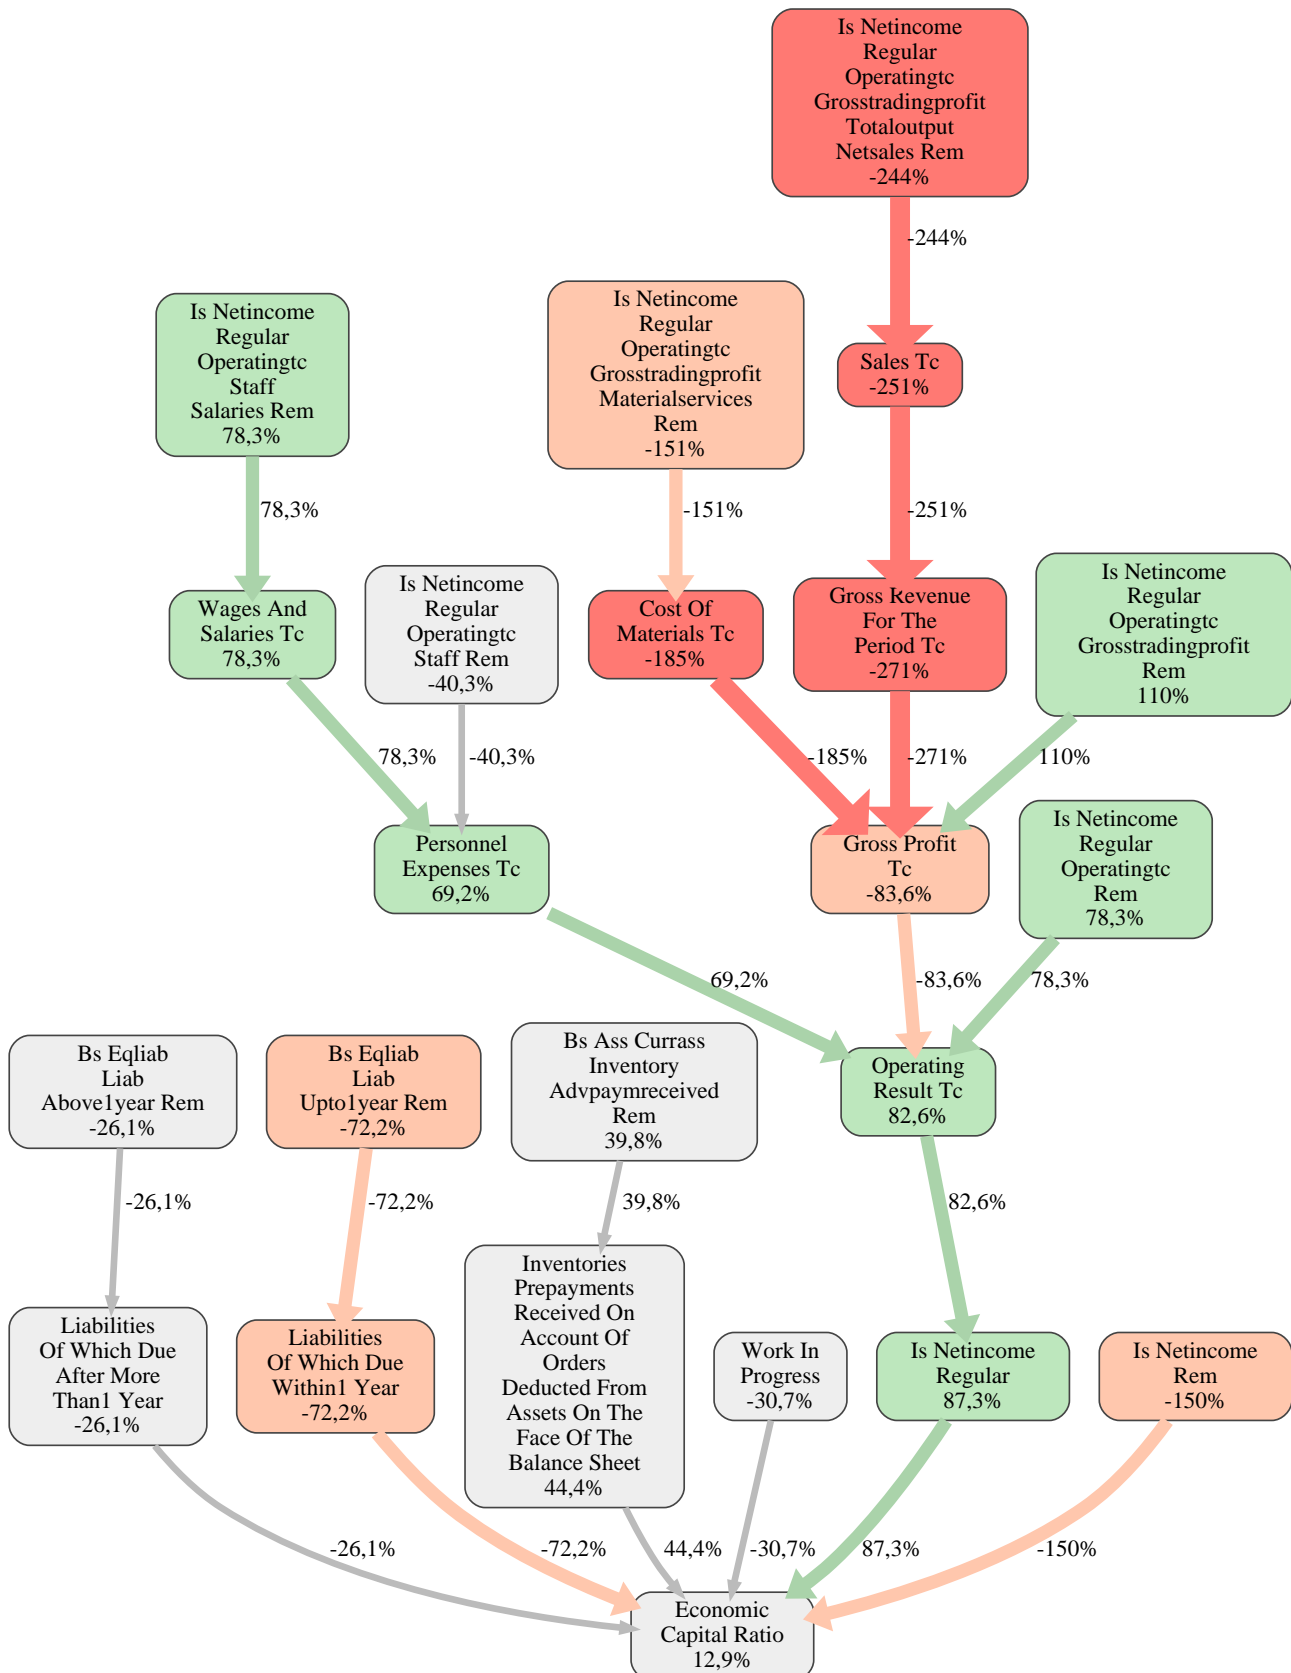 Is Netincome
Regular
Operatingtc
Grosstradingprofit
Totaloutput
Netsales Rem
-244%
-244%
Is Netincome
Regular
Operatingtc
Staff
Salaries Rem
78,3%
Is Netincome
Regular
Operatingtc
Grosstradingprofit
Materialservices
Rem
-151%
Sales Tc
-251%
78,3%
-151%
-251%
Wages And
Salaries Tc
78,3%
Is Netincome
Regular
Operatingtc
Staff Rem
-40,3%
Cost Of
Materials Tc
-185%
Gross Revenue
For The
Period Tc
-271%
Is Netincome
Regular
Operatingtc
Grosstradingprofit
Rem
110%
78,3%
-40,3%
-185%
-271%
110%
Personnel
Expenses Tc
69,2%
Gross Profit
Tc
-83,6%
Is Netincome
Regular
Operatingtc
Rem
78,3%
69,2%
-83,6%
78,3%
Bs Eqliab
Liab
Above1year Rem
-26,1%
Bs Eqliab
Liab
Upto1year Rem
-72,2%
Bs Ass Currass
Inventory
Advpaymreceived
Rem
39,8%
Operating
Result Tc
82,6%
-26,1%
-72,2%
39,8%
82,6%
Liabilities
Of Which Due
After More
Than1 Year
-26,1%
Liabilities
Of Which Due
Within1 Year
-72,2%
Inventories
Prepayments
Received On
Account Of
Orders
Deducted From
Assets On The
Face Of The
Balance Sheet
44,4%
Work In
Progress
-30,7%
Is Netincome
Regular
87,3%
Is Netincome
Rem
-150%
-26,1%
-72,2%
44,4%
-30,7%
87,3%
-150%
Economic
Capital Ratio
12,9%